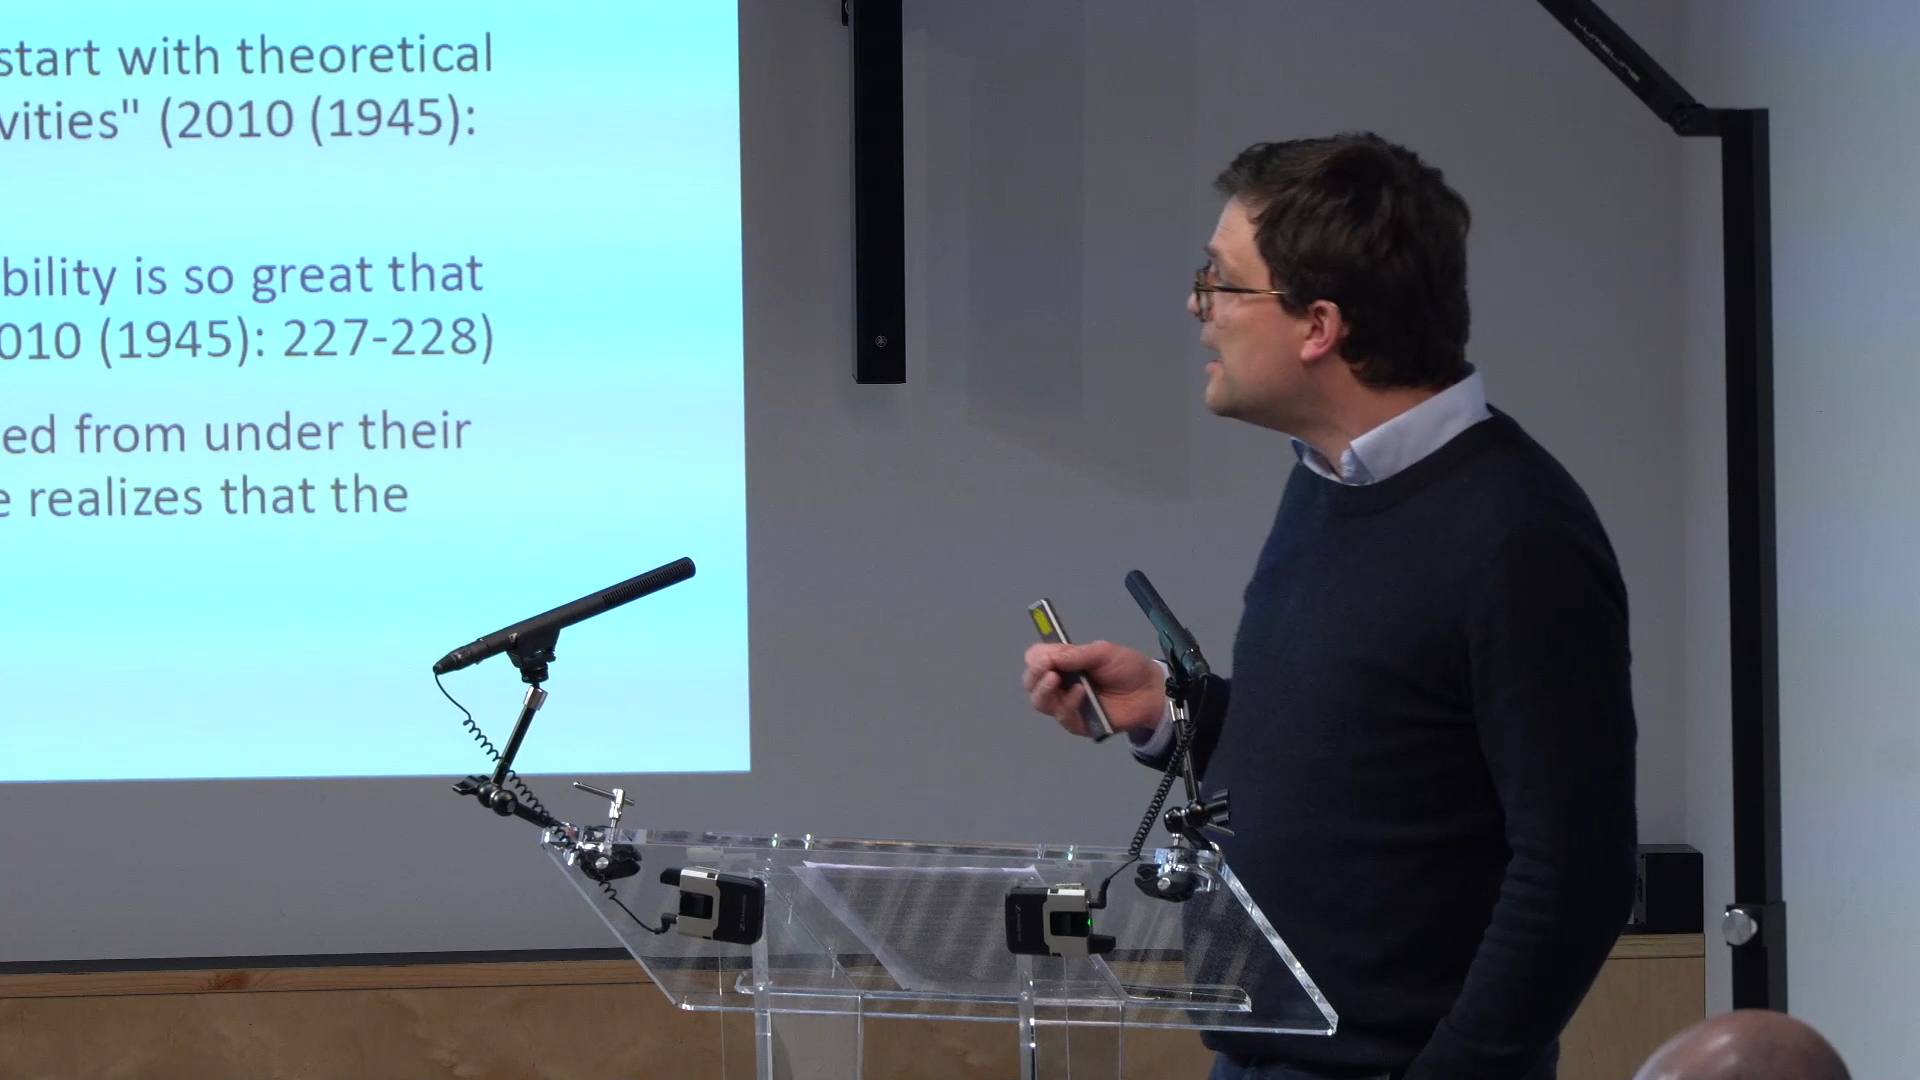 start with theoretical
vities" (2010 (1945):
bility is so great that
010 (1945): 227-228)
ed from under their
e realizes that the